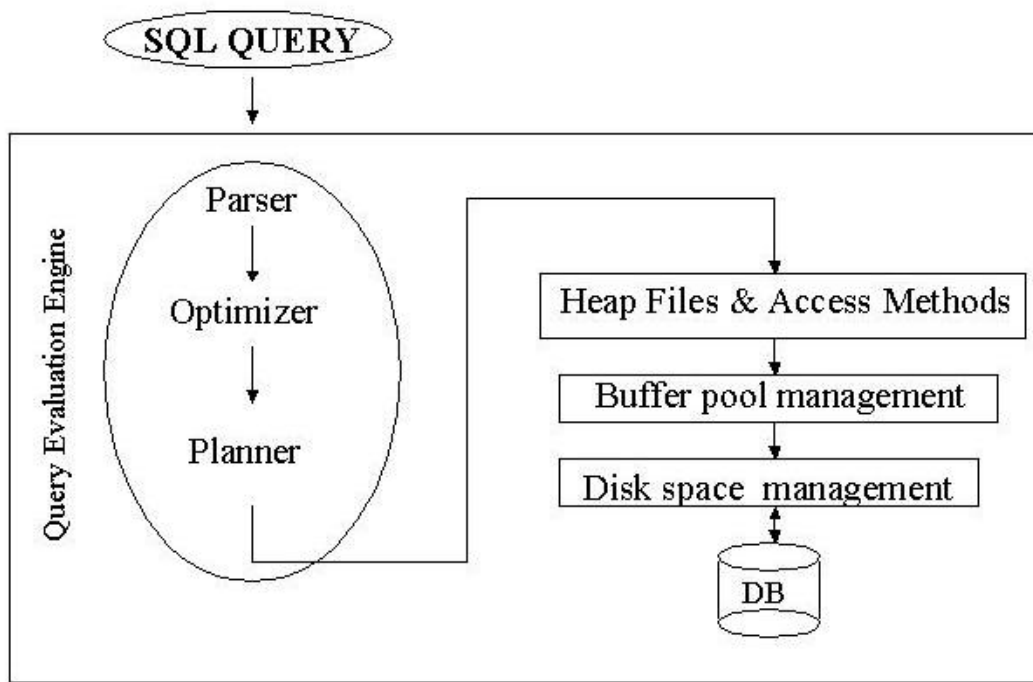 SQL QUERY
Query Evaluation Engine
Parser
Optimizer
Planner
Heap Files & Access Methods
Buffer pool management
Disk space management
DB